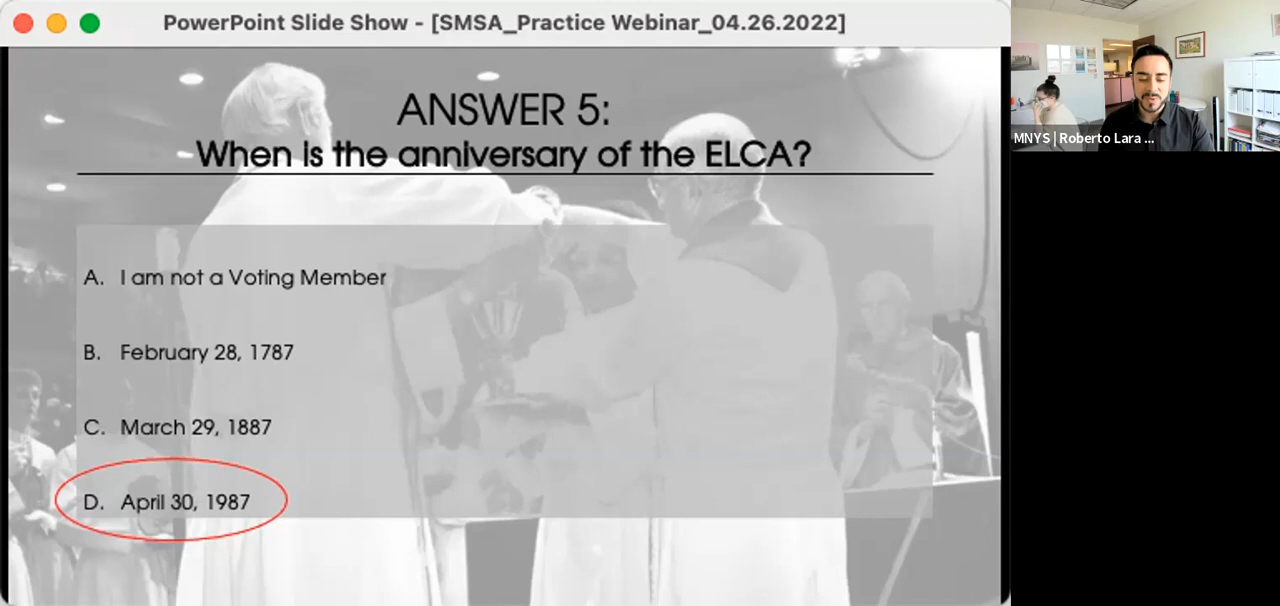 PowerPoint Slide Show - [SMSA_Practice Webinar_04.26.2022]
ANSWER 5:
When is the anniversary of the ELCA?
A. I am not a Voting Member
B. February 28, 1787
C. March 29, 1887
D. April 30, 1987
MNYS | Roberto Lara ...